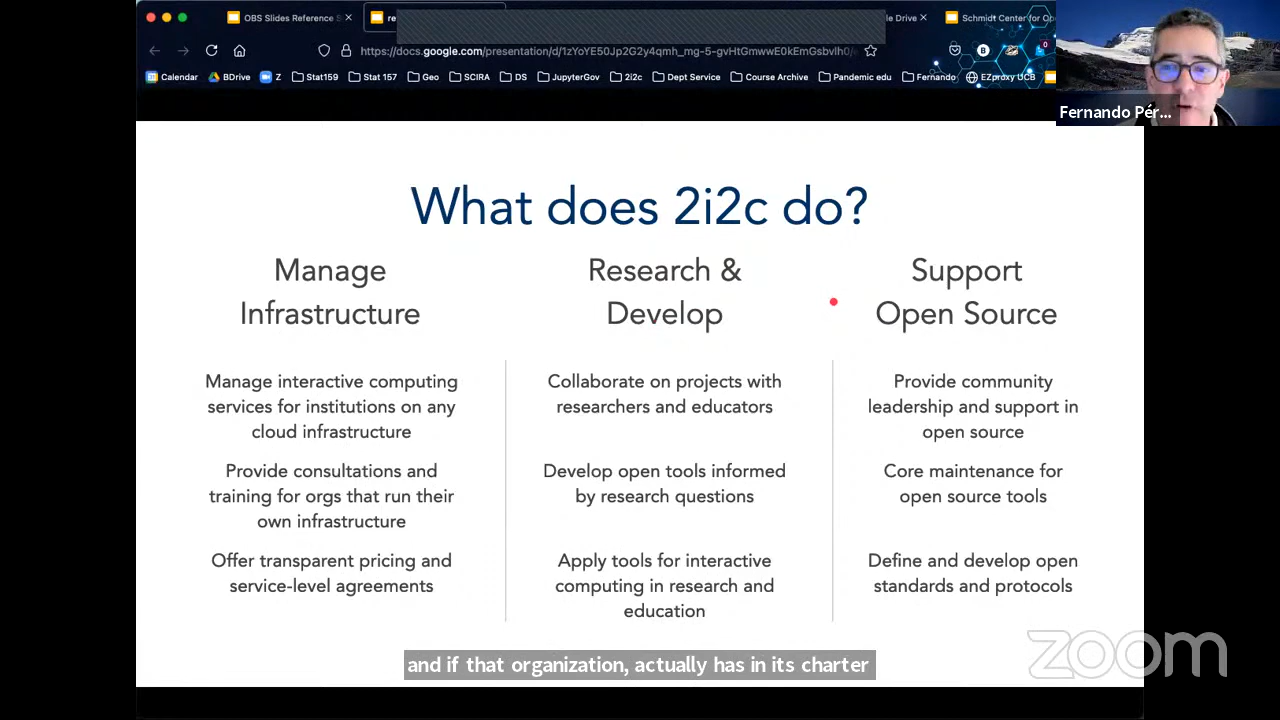 OBS Slides Reference S
re
le Drive
Schmidt Center for Op
https://docs.google.com/presentation/d/1zYoYE50Jp2G2y4qmh_mg-5-gvHtGmwwE0kEmGsbvlh0/
Calendar BDrive Z Stat159 Stat 157 Geo SCIRA DS JupyterGov 2i2c Dept Service Course Archive Pandemic edu Fernando EZproxy UCB
Fernando Pér...
What does 2i2c do?
Manage
Infrastructure
Manage interactive computing
services for institutions on any
cloud infrastructure
Provide consultations and
training for orgs that run their
own infrastructure
Offer transparent pricing and
service-level agreements
Research &
Develop
Collaborate on projects with
researchers and educators
Develop open tools informed
by research questions
Apply tools for interactive
computing in research and
education
Support
Open Source
Provide community
leadership and support in
open source
Core maintenance for
open source tools
Define and develop open
standards and protocols
and if that organization, actually has in its charter
zoom